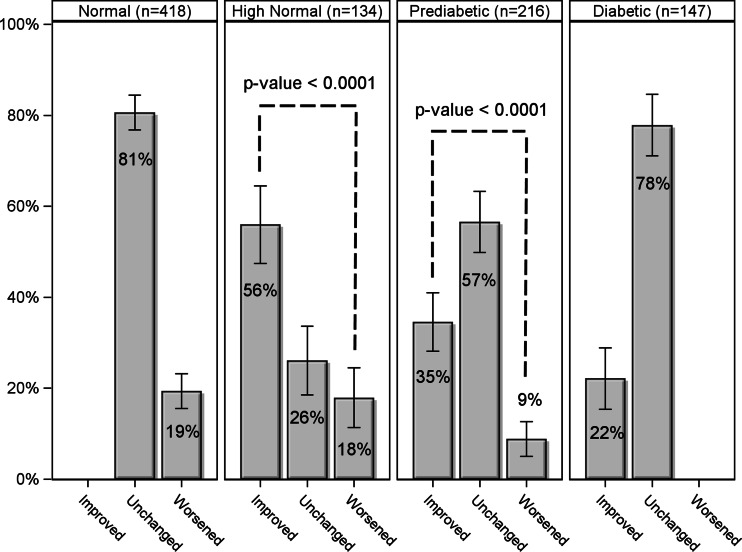 Normal (n=418)
High Normal (n=134)
Prediabetic (n=216)
Diabetic (n=147)
100%
80%
60%
40%
20%
0%
81%
19%
p-value < 0.0001
56%
26%
18%
p-value < 0.0001
35%
57%
9%
22%
78%
Improved
Unchanged
Worsened
Improved
Unchanged
Worsened
Improved
Unchanged
Worsened
Improved
Unchanged
Worsened